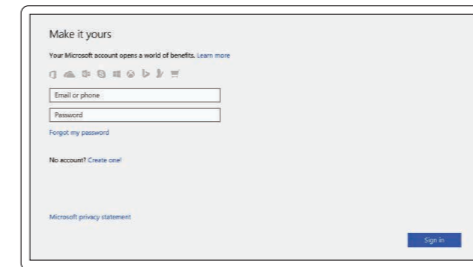 Make it yours
Your Microsoft account opens a world of benefits. Learn more
Email or phone
Password
Forgot my password
No account? Create one!
Microsoft privacy statement
Sign in